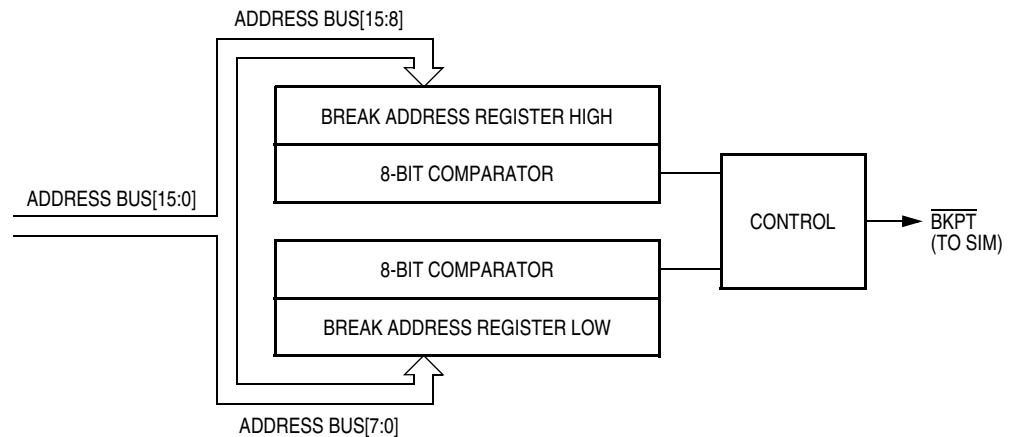 ADDRESS BUS[15:8]
BREAK ADDRESS REGISTER HIGH
8-BIT COMPARATOR
ADDRESS BUS[15:0]
CONTROL
BKPT
(TO SIM)
8-BIT COMPARATOR
BREAK ADDRESS REGISTER LOW
ADDRESS BUS[7:0]